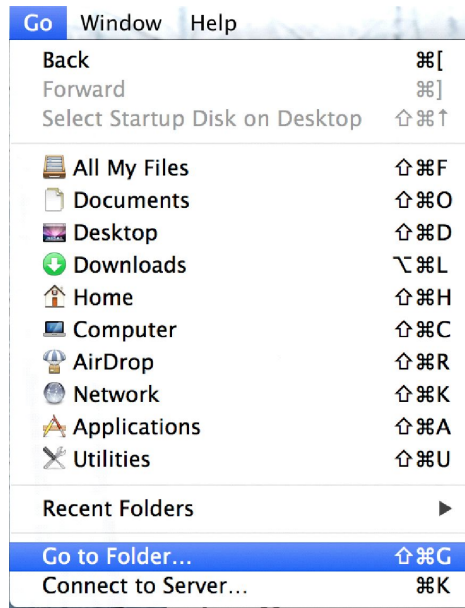 Go Window Help
Back ⌘[
Forward ⌘]
Select Startup Disk on Desktop ⇧⌘↑
All My Files ⇧⌘F
Documents ⇧⌘O
Desktop ⇧⌘D
Downloads ⌥⌘L
Home ⇧⌘H
Computer ⇧⌘C
AirDrop ⇧⌘R
Network ⇧⌘K
Applications ⇧⌘A
Utilities ⇧⌘U
Recent Folders ▶
Go to Folder... ⇧⌘G
Connect to Server... ⌘K